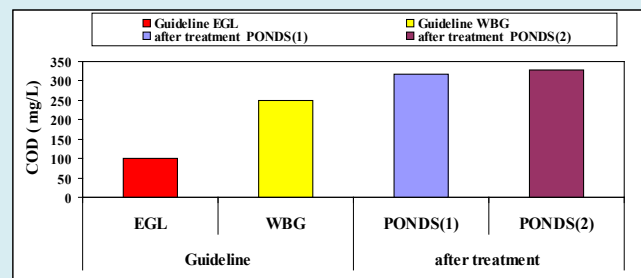 Guideline EGL Guideline WBG
after treatment PONDS(1) after treatment PONDS(2)
COD ( mg/L)
350
300
250
200
150
100
50
0
EGL WBG PONDS(1) PONDS(2)
Guideline after treatment